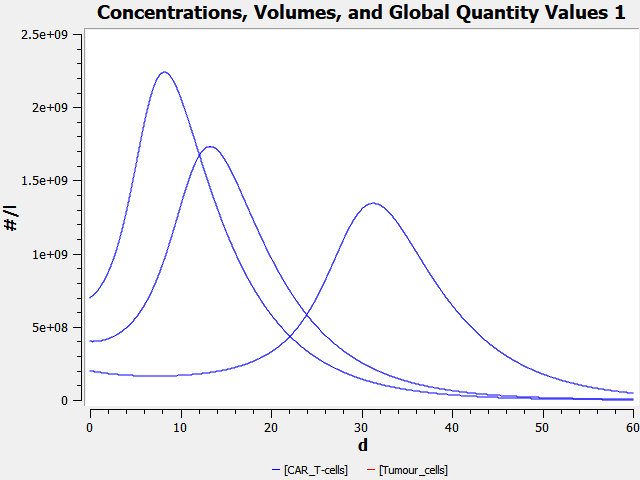 Concentrations, Volumes, and Global Quantity Values 1
2.5e+09
2e+09
1.5e+09
1e+09
5e+08
0
#/l
0 10 20 30 40 50 60
d
[CAR_T-cells] [Tumour_cells]